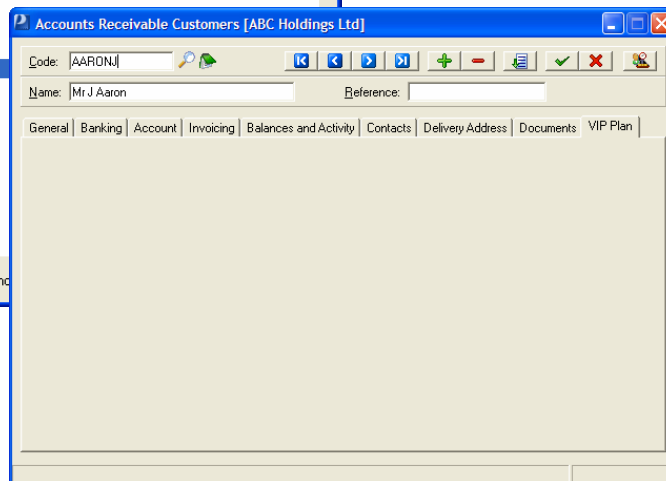 Accounts Receivable Customers [ABC Holdings Ltd]
Code: AARONJ
Name: Mr J Aaron Reference:
General Banking Account Invoicing Balances and Activity Contacts Delivery Address Documents VIP Plan